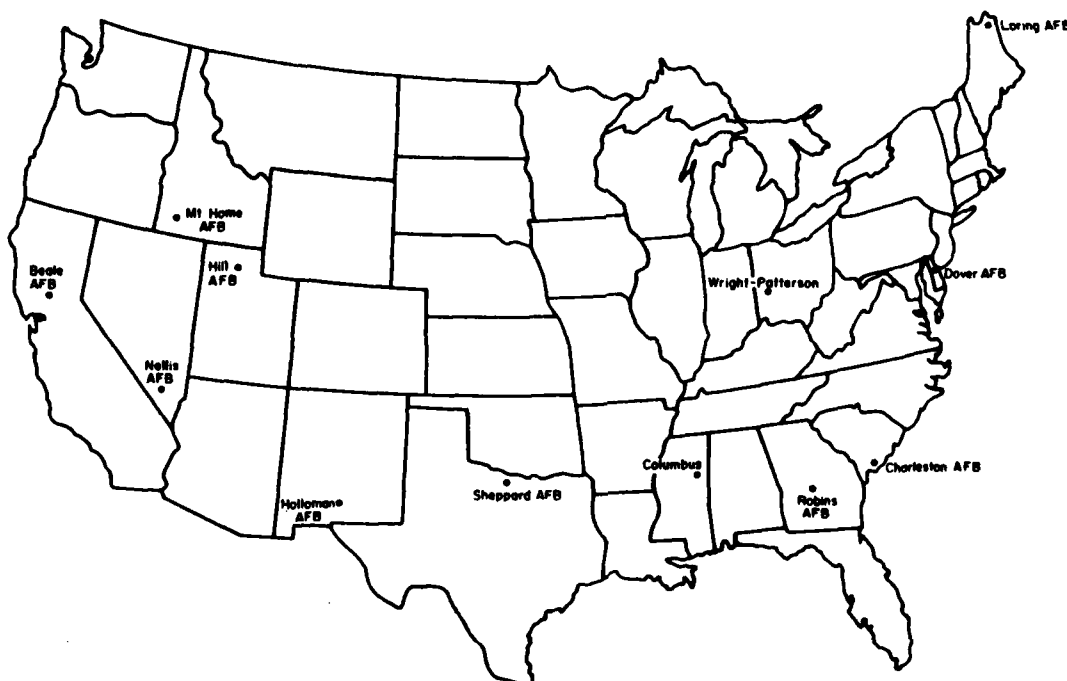 Loring AFB
Mt Home
AFB
Beale
AFB
Hill
AFB
Dover AFB
Wright-Patterson
Nellis
AFB
Columbus
Charleston AFB
Sheppard AFB
Holloman
AFB
Robins
AFB